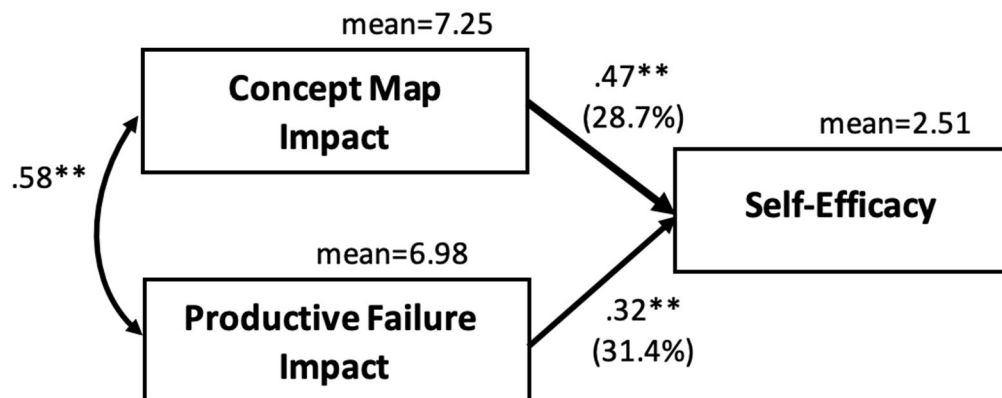 mean=7.25
Concept Map
Impact
.47**
(28.7%)
mean=2.51
Self-Efficacy
.58**
mean=6.98
Productive Failure
Impact
.32**
(31.4%)